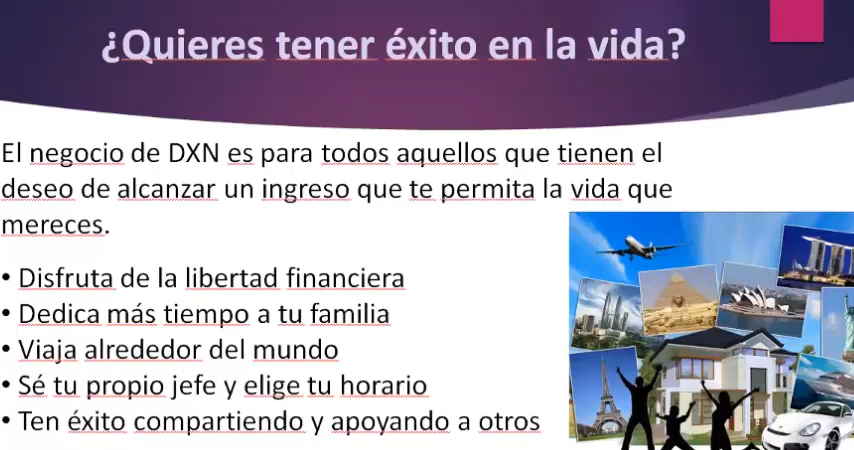 ¿Quieres tener éxito en la vida?
El negocio de DXN es para todos aquellos que tienen el
deseo de alcanzar un ingreso que te permita la vida que
mereces.
• Disfruta de la libertad financiera
• Dedica más tiempo a tu familia
• Viaja alrededor del mundo
• Sé tu propio jefe y elige tu horario
• Ten éxito compartiendo y apoyando a otros